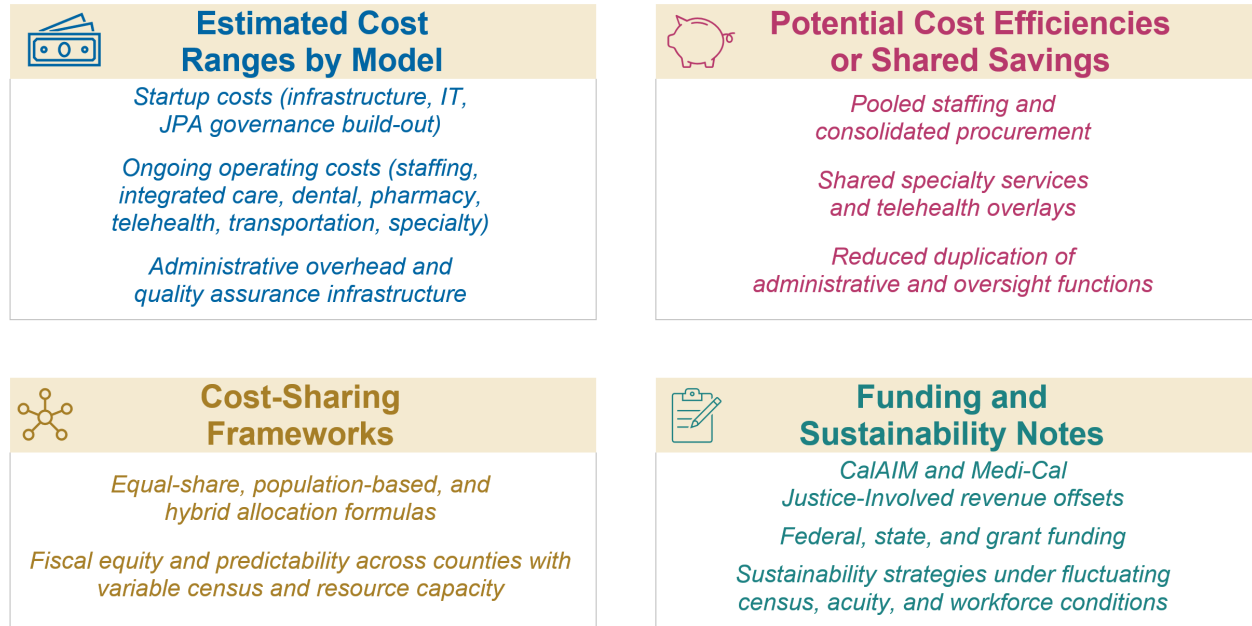 Estimated Cost
Ranges by Model
Startup costs (infrastructure, IT,
JPA governance build-out)
Ongoing operating costs (staffing,
integrated care, dental, pharmacy,
telehealth, transportation, specialty)
Administrative overhead and
quality assurance infrastructure
Potential Cost Efficiencies
or Shared Savings
Pooled staffing and
consolidated procurement
Shared specialty services
and telehealth overlays
Reduced duplication of
administrative and oversight functions
Cost-Sharing
Frameworks
Equal-share, population-based, and
hybrid allocation formulas
Fiscal equity and predictability across counties with
variable census and resource capacity
Funding and
Sustainability Notes
CalAIM and Medi-Cal
Justice-Involved revenue offsets
Federal, state, and grant funding
Sustainability strategies under fluctuating
census, acuity, and workforce conditions